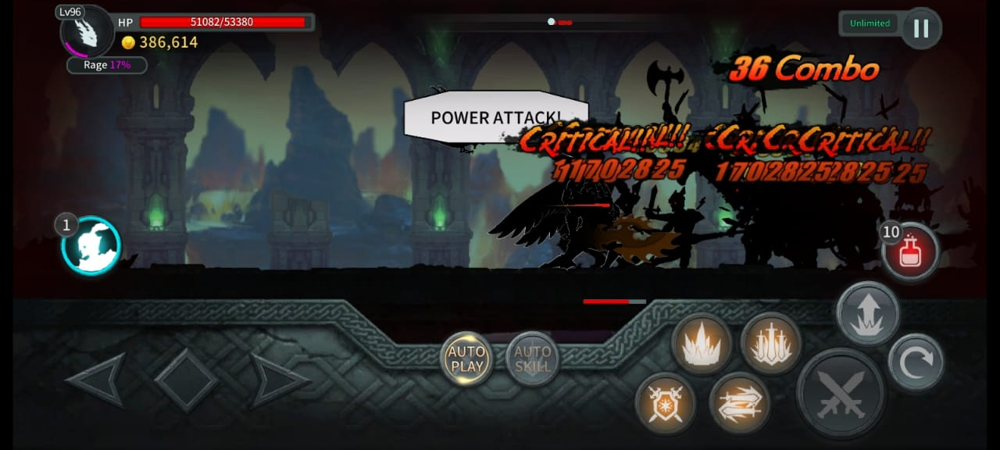 Lv96
HP 51082/53380
386,614
Rage 17%
Unlimited
36 Combo
POWER ATTACK!
CRITICAL!!
1
10
AUTO
PLAY
AUTO
SKILL